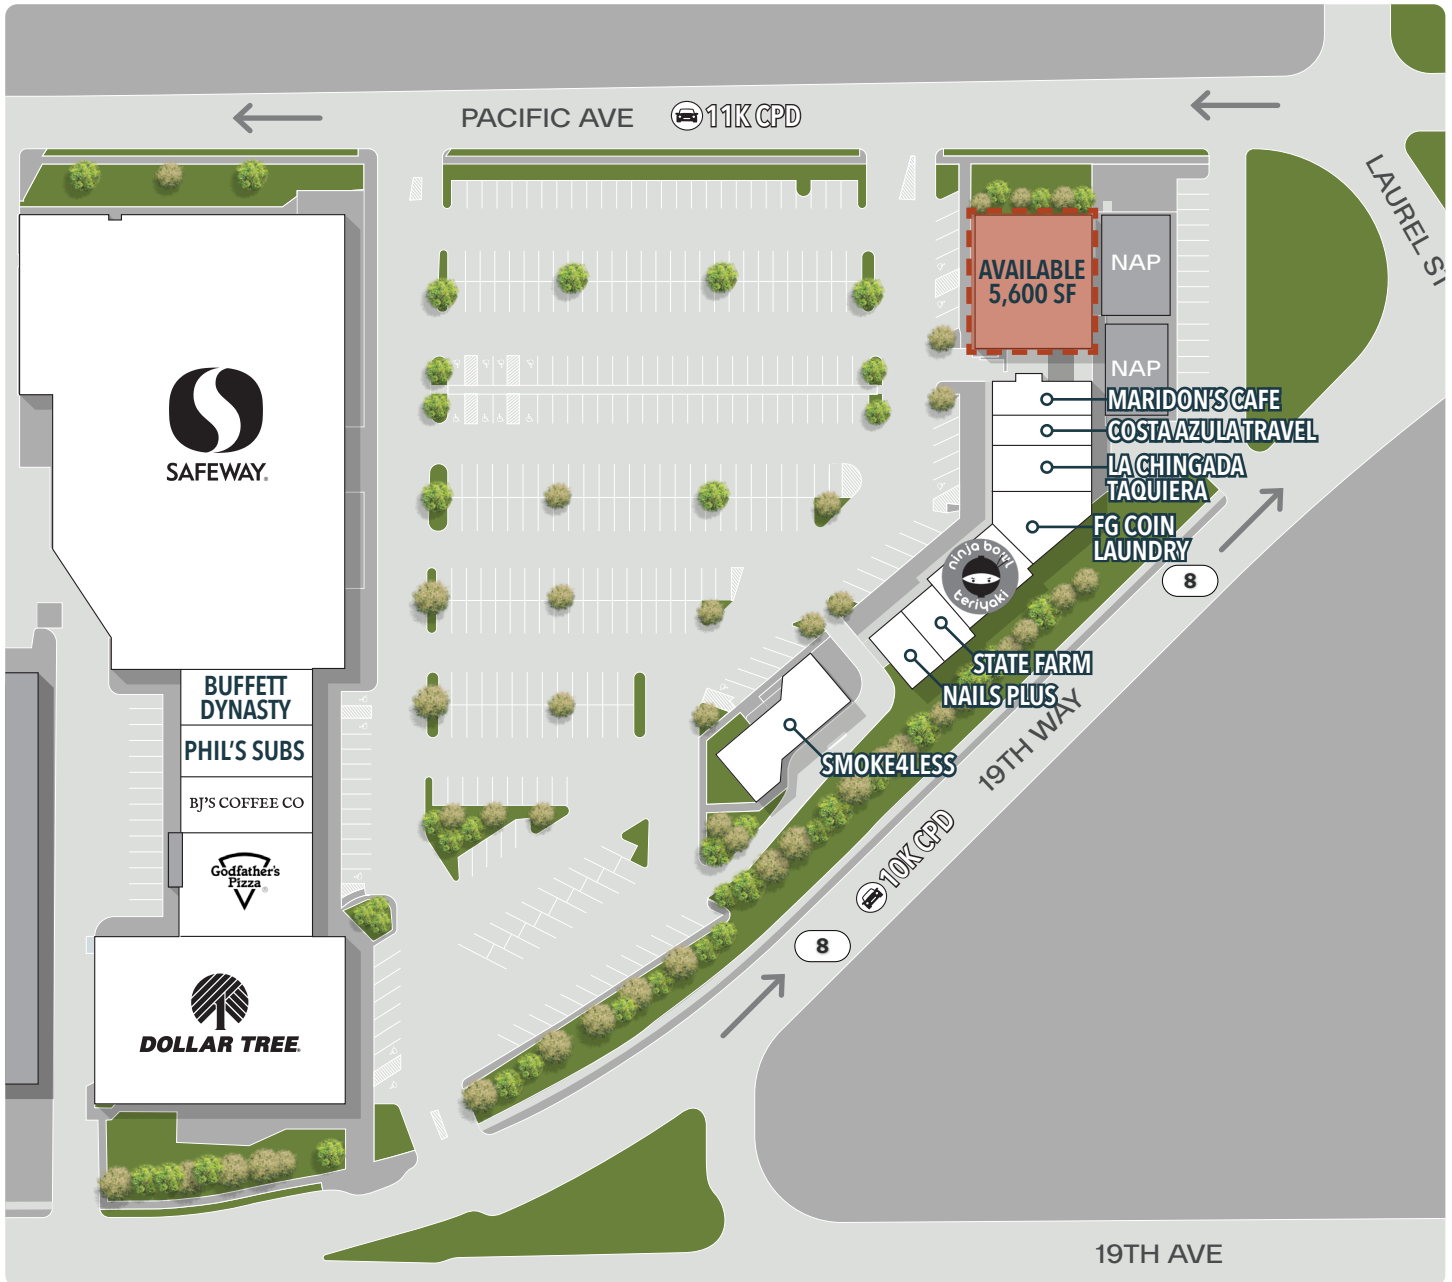 PACIFIC AVE
11K CPD
LAUREL ST
AVAILABLE
5,600 SF
NAP
NAP
MARIDON'S CAFE
COSTA AZULA TRAVEL
LA CHINGADA
TAQUIERA
FG COIN
LAUNDRY
ninja bowl
teriyaki
8
STATE FARM
NAILS PLUS
SMOKE4LESS
19TH WAY
10K CPD
8
SAFEWAY.
BUFFETT
DYNASTY
PHIL'S SUBS
BJ'S COFFEE CO
Godfather's
Pizza
DOLLAR TREE
19TH AVE